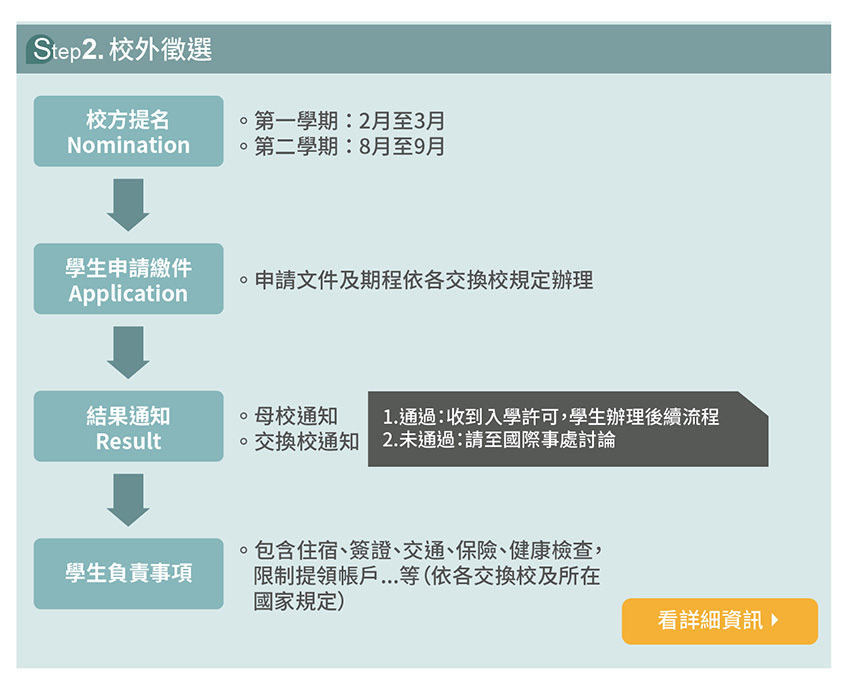 Step2. 校外徵選
校方提名
Nomination
。第一學期：2月至3月
。第二學期：8月至9月
學生申請繳件
Application
。申請文件及期程依各交換校規定辦理
結果通知
Result
。母校通知
。交換校通知
1.通過：收到入學許可，學生辦理後續流程
2.未通過：請至國際事處討論
學生負責事項
。包含住宿、簽證、交通、保險、健康檢查，
限制提領帳戶...等（依各交換校及所在
國家規定）
看詳細資訊